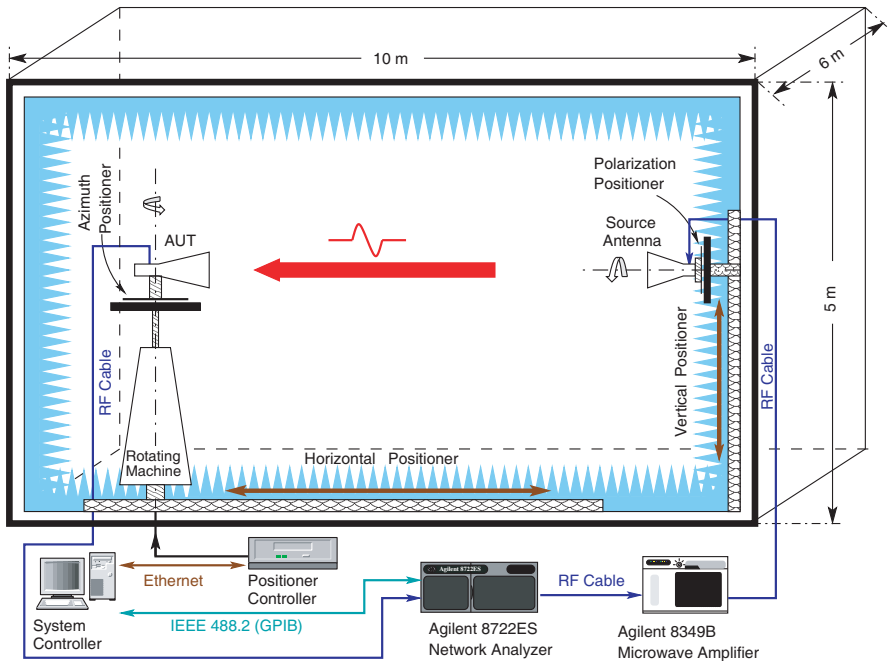 10 m
6 m
5 m
Azimuth
Positioner
AUT
Polarization
Positioner
Source
Antenna
RF Cable
Vertical Positioner
RF Cable
Rotating
Machine
Horizontal Positioner
Ethernet
Positioner
Controller
IEEE 488.2 (GPIB)
System
Controller
Agilent 8722ES
Agilent 8722ES
Network Analyzer
RF Cable
Agilent 8349B
Microwave Amplifier